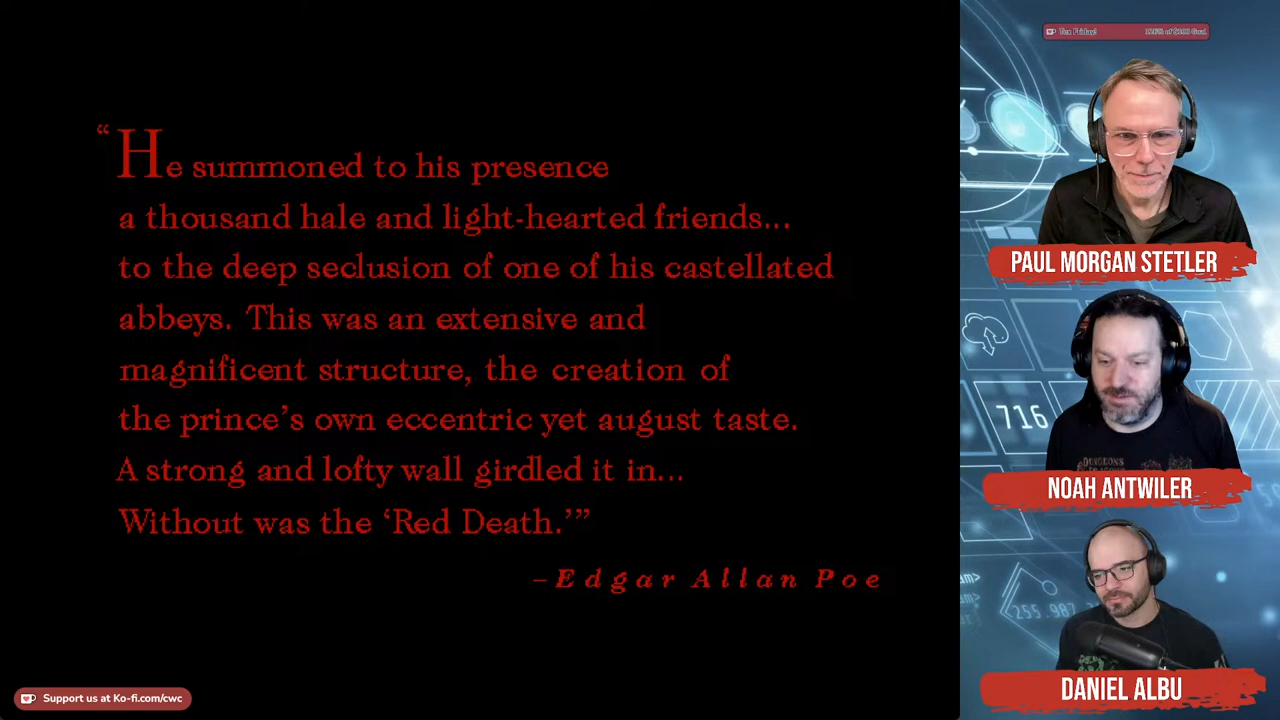 “He summoned to his presence
a thousand hale and light-hearted friends...
to the deep seclusion of one of his castellated
abbeys. This was an extensive and
magnificent structure, the creation of
the prince’s own eccentric yet august taste.
A strong and lofty wall girdled it in...
Without was the ‘Red Death.’”
–Edgar Allan Poe
Support us at Ko-fi.com/cwc
PAUL MORGAN STETLER
716
NOAH ANTWILER
DANIEL ALBU